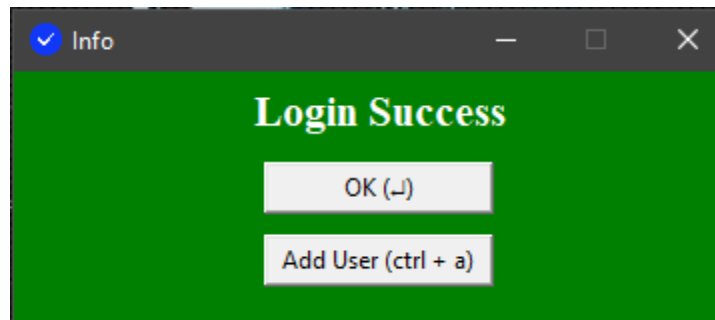 Info
Login Success
OK (↵)
Add User (ctrl + a)